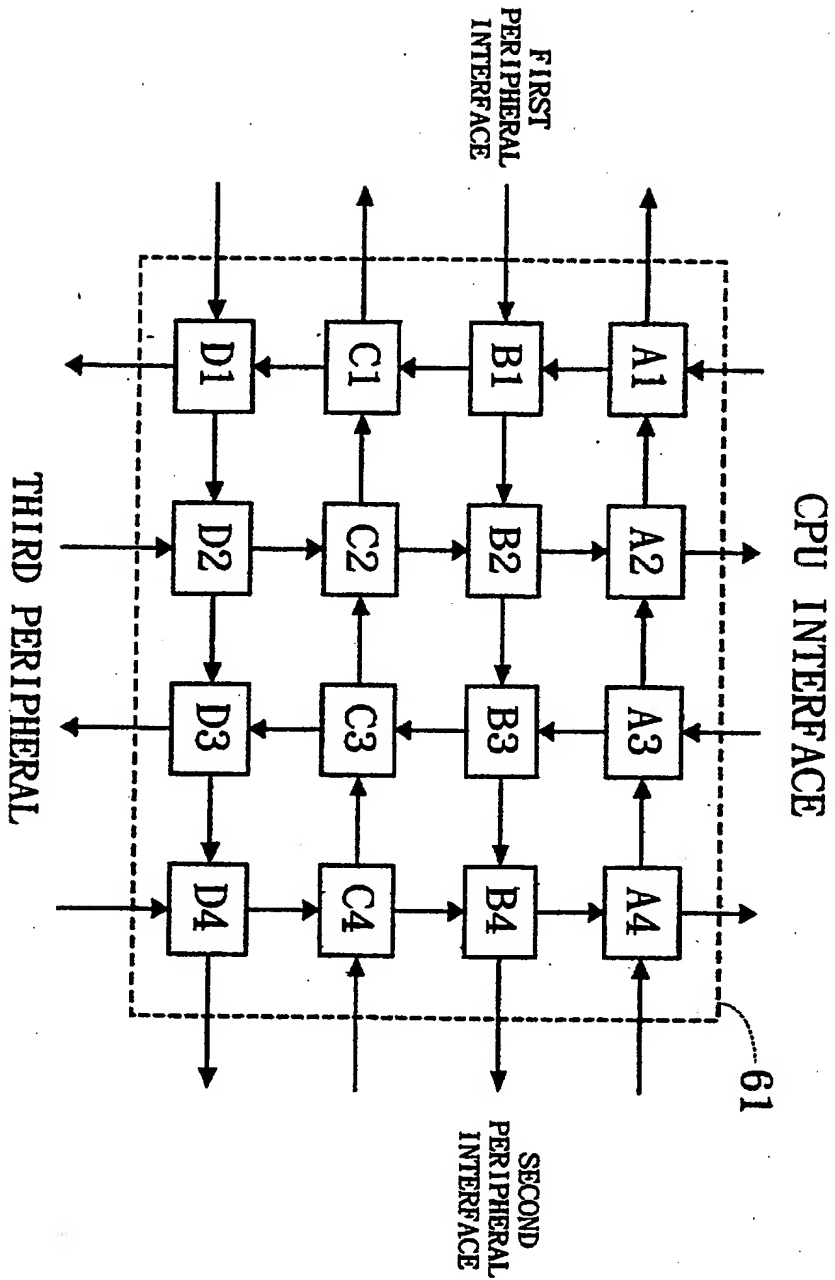 CPU INTERFACE
61
A1 A2 A3 A4
FIRST
PERIPHERAL
INTERFACE
B1 B2 B3 B4
SECOND
PERIPHERAL
INTERFACE
C1 C2 C3 C4
D1 D2 D3 D4
THIRD PERIPHERAL